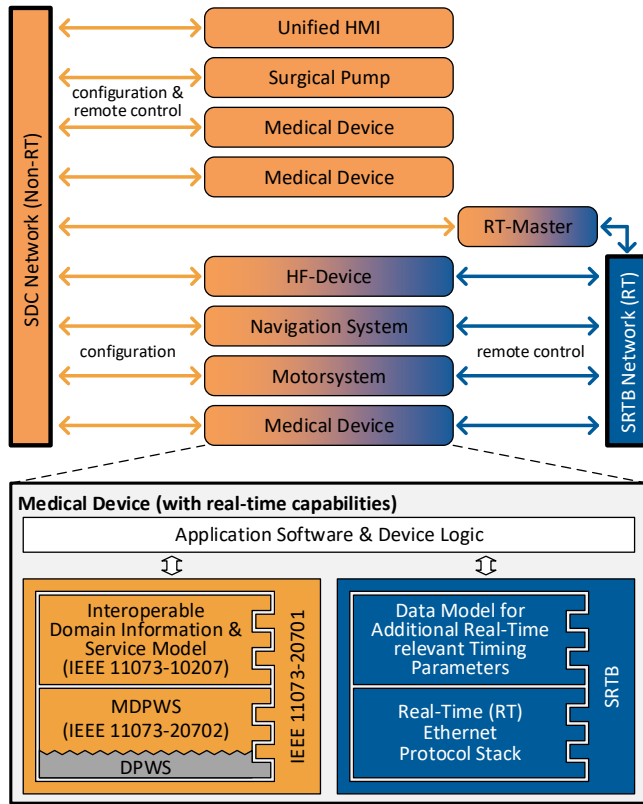 SDC Network (Non-RT)
Unified HMI
Surgical Pump
configuration &
remote control
Medical Device
Medical Device
RT-Master
HF-Device
Navigation System
configuration
remote control
Motorsystem
Medical Device
SRTB Network (RT)
Medical Device (with real-time capabilities)
Application Software & Device Logic
Interoperable
Domain Information &
Service Model
(IEEE 11073-10207)
MDPWS
(IEEE 11073-20702)
DPWS
IEEE 11073-20701
Data Model for
Additional Real-Time
relevant Timing
Parameters
Real-Time (RT)
Ethernet
Protocol Stack
SRTB